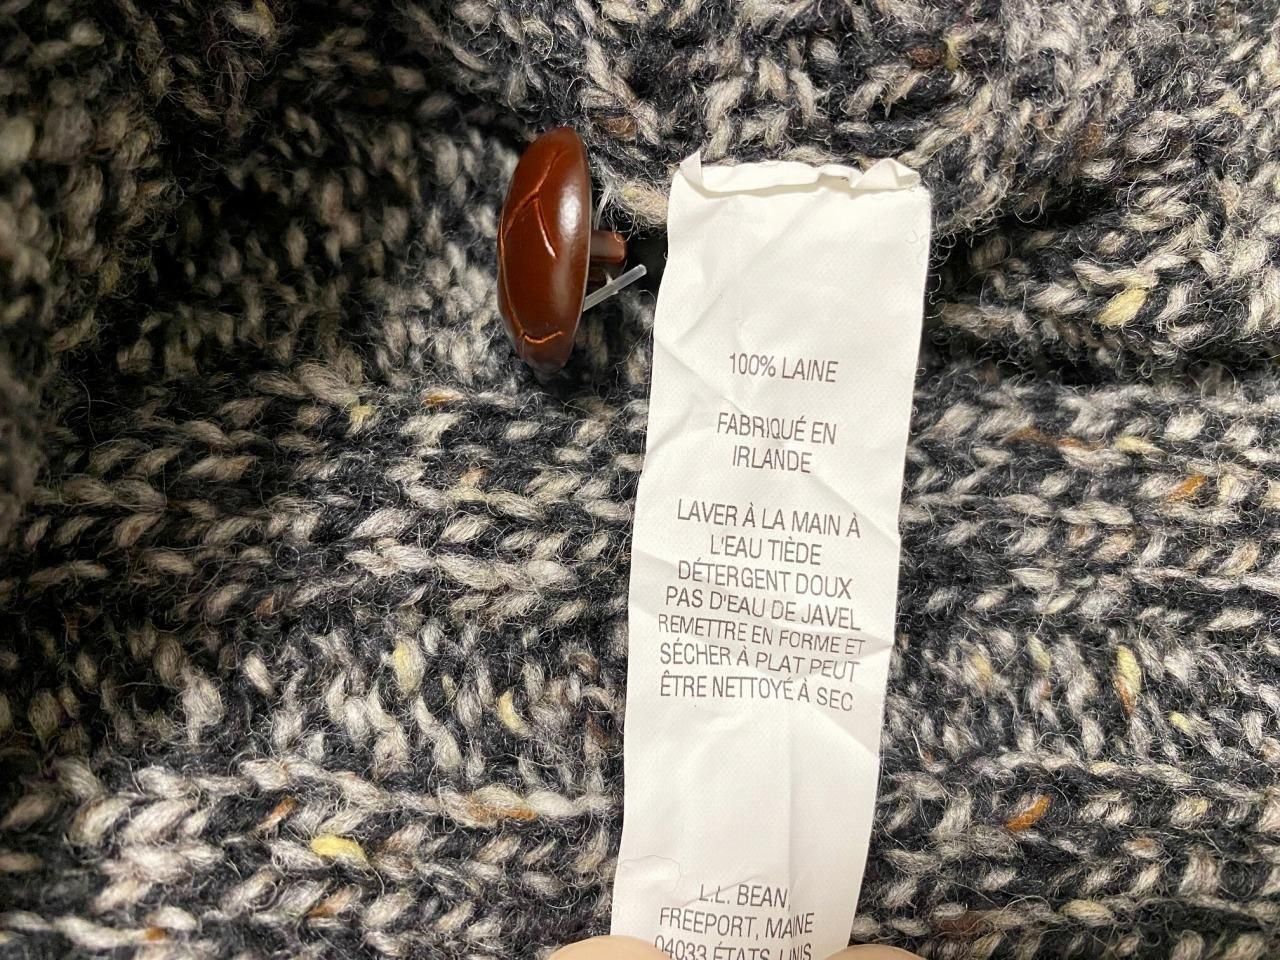 100% LAINE
FABRIQUÉ EN
IRLANDE
LAVER À LA MAIN À
L'EAU TIÈDE
DÉTERGENT DOUX
PAS D'EAU DE JAVEL
REMETTRE EN FORME ET
SÉCHER À PLAT PEUT
ÊTRE NETTOYÉ À SEC
L.L. BEAN,
FREEPORT, MAINE
04033 ÉTATS-UNIS